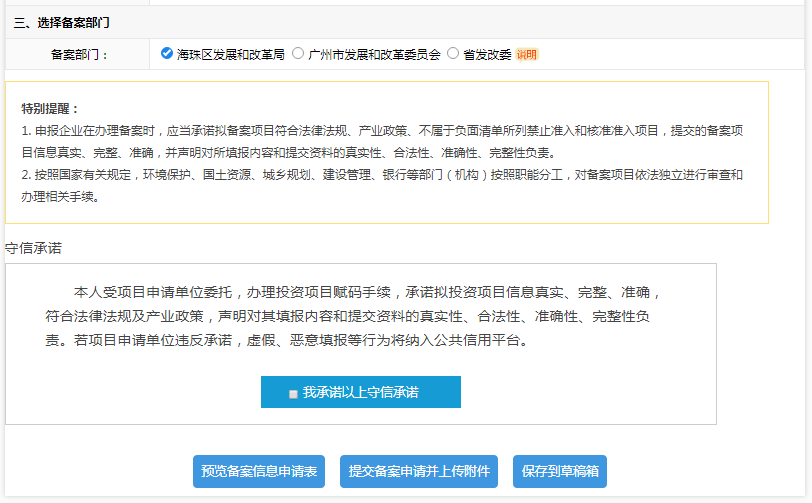 三、选择备案部门
备案部门： 海珠区发展和改革局 广州市发展和改革委员会 省发改委 说明
特别提醒：
1. 申报企业在办理备案时，应当承诺拟备案项目符合法律法规、产业政策、不属于负面清单所列禁止准入和核准准入项目，提交的备案项
目信息真实、完整、准确，并声明对所填报内容和提交资料的真实性、合法性、准确性、完整性负责。
2. 按照国家有关规定，环境保护、国土资源、城乡规划、建设管理、银行等部门（机构）按照职能分工，对备案项目依法独立进行审查和
办理相关手续。
守信承诺
本人受项目申请单位委托，办理投资项目赋码手续，承诺拟投资项目信息真实、完整、准确，
符合法律法规及产业政策，声明对其填报内容和提交资料的真实性、合法性、准确性、完整性负
责。若项目申请单位违反承诺，虚假、恶意填报等行为将纳入公共信用平台。
我承诺以上守信承诺
预览备案信息申请表 提交备案申请并上传附件 保存到草稿箱